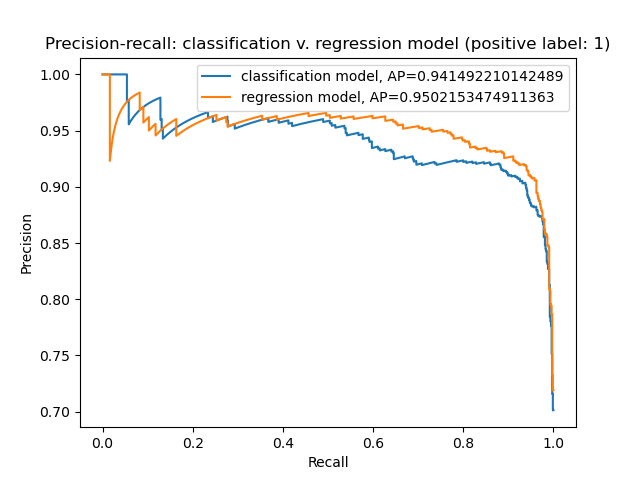 Precision-recall: classification v. regression model (positive label: 1)
classification model, AP=0.941492210142489
regression model, AP=0.9502153474911363
1.00
0.95
0.90
0.85
0.80
0.75
0.70
Precision
0.0 0.2 0.4 0.6 0.8 1.0
Recall